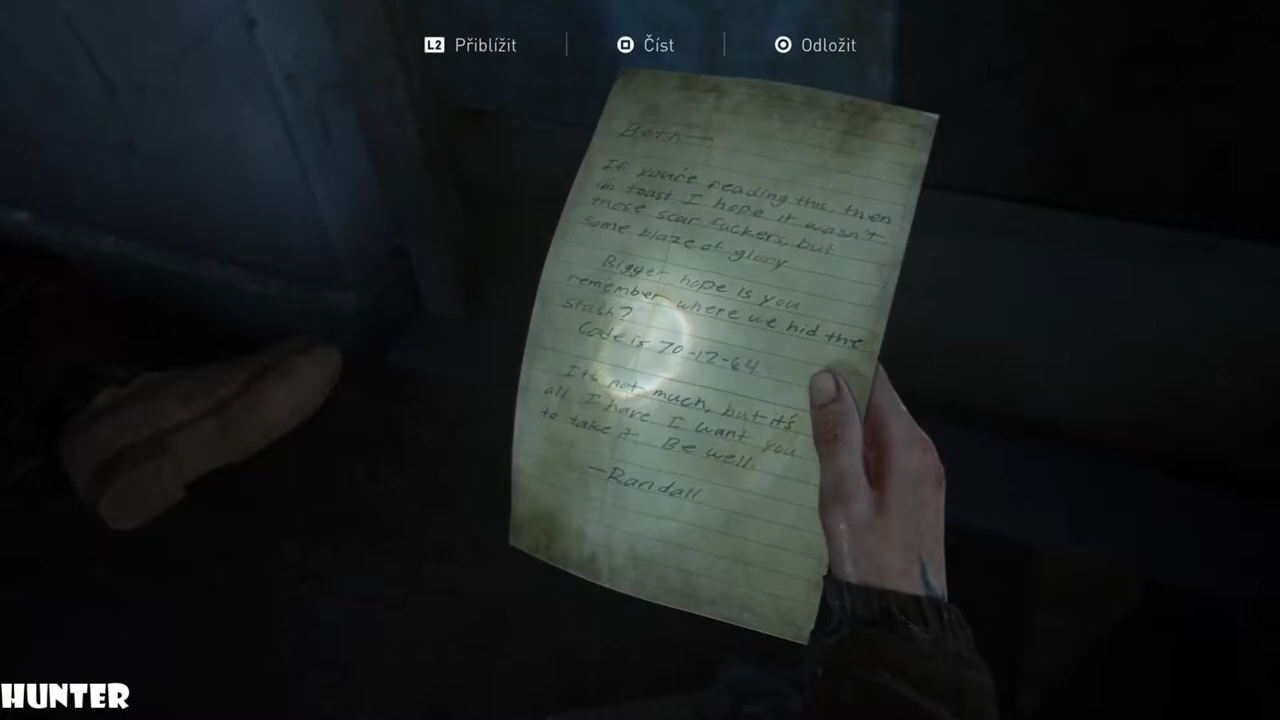 L2 Přiblížit
Číst
Odložit
Beth—
If you're reading this, then
i'm toast I hope it wasn't
those scar fuckers, but
some blaze of glory
Bigger hope is you
remember where we hid the
stash?
Code is 70-12-64.
It's not much, but it's
all I have I want you
to take it Be well.
—Randall
HUNTER